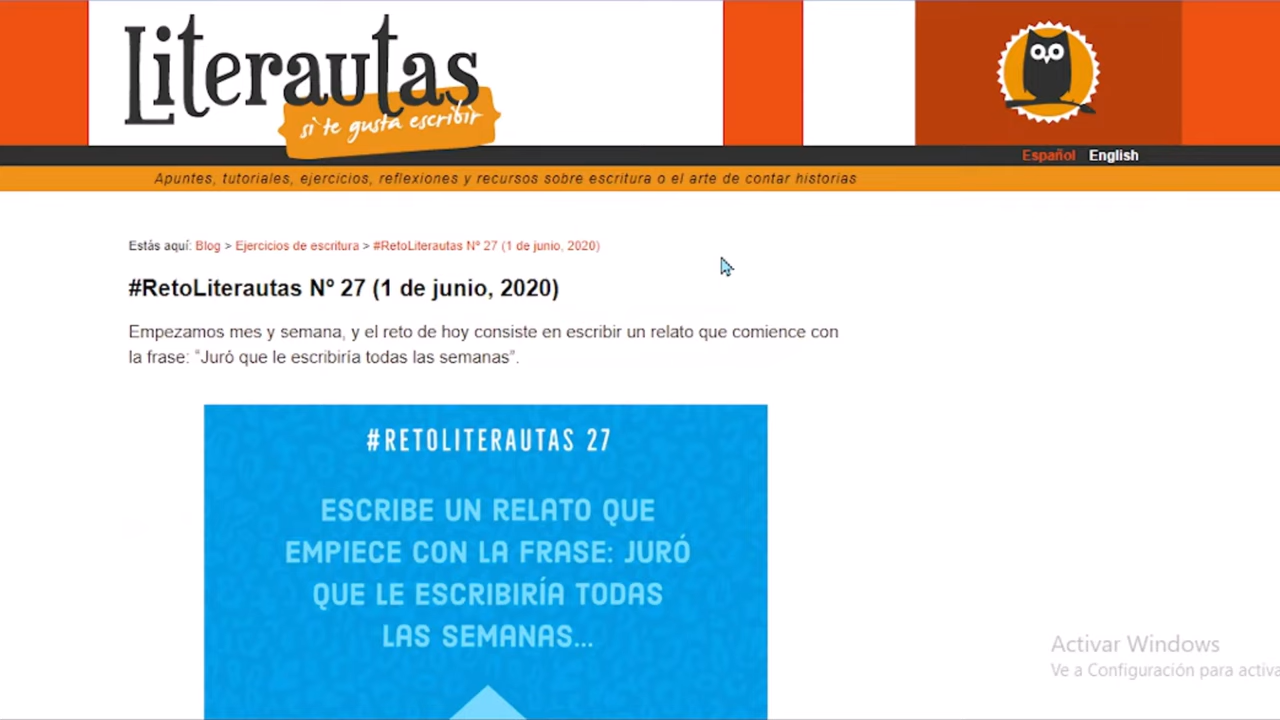 Literautas
si te gusta escribir
Español English
Apuntes, tutoriales, ejercicios, reflexiones y recursos sobre escritura o el arte de contar historias
Estás aquí: Blog > Ejercicios de escritura > #RetoLiterautas Nº 27 (1 de junio, 2020)
#RetoLiterautas Nº 27 (1 de junio, 2020)
Empezamos mes y semana, y el reto de hoy consiste en escribir un relato que comience con
la frase: “Juró que le escribiría todas las semanas”.
#RETOLITERAUTAS 27
ESCRIBE UN RELATO QUE
EMPIECE CON LA FRASE: JURÓ
QUE LE ESCRIBIRÍA TODAS
LAS SEMANAS...
Activar Windows
Ve a Configuración para activa